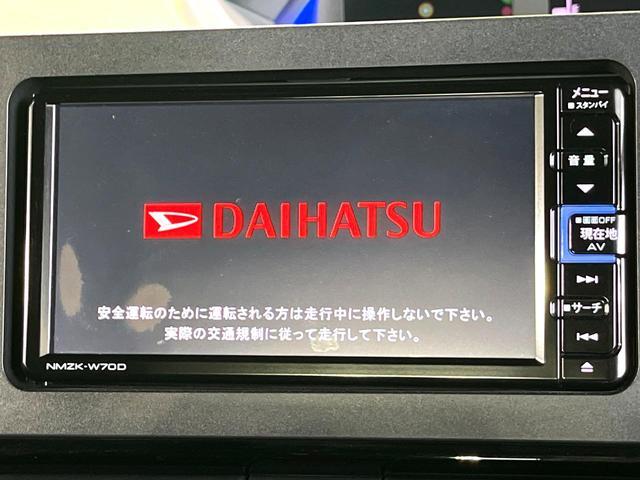 メニュー
■スタンバイ
▲
音量
▼
DAIHATSU
■画面OFF
現在地
AV
安全運転のために運転される方は走行中に操作しないで下さい。
実際の交通規制に従って走行して下さい。
■サーチ
NMZK-W70D